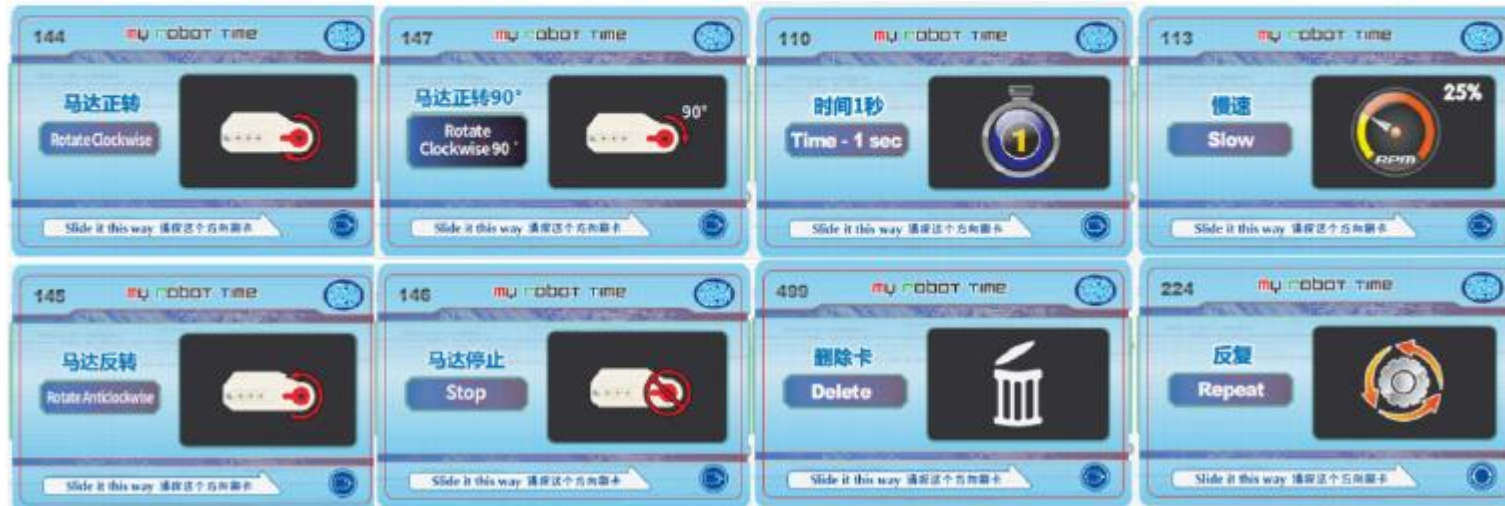 144 my robot time
马达正转
Rotate Clockwise
Slide it this way 请按这个方向刷卡
147 my robot time
马达正转90°
Rotate
Clockwise 90°
90°
Slide it this way 请按这个方向刷卡
110 my robot time
时间1秒
Time - 1 sec
1
Slide it this way 请按这个方向刷卡
113 my robot time
慢速
Slow
25%
RPM
Slide it this way 请按这个方向刷卡
145 my robot time
马达反转
Rotate Anticlockwise
Slide it this way 请按这个方向刷卡
146 my robot time
马达停止
Stop
Slide it this way 请按这个方向刷卡
499 my robot time
删除卡
Delete
Slide it this way 请按这个方向刷卡
224 my robot time
反复
Repeat
Slide it this way 请按这个方向刷卡